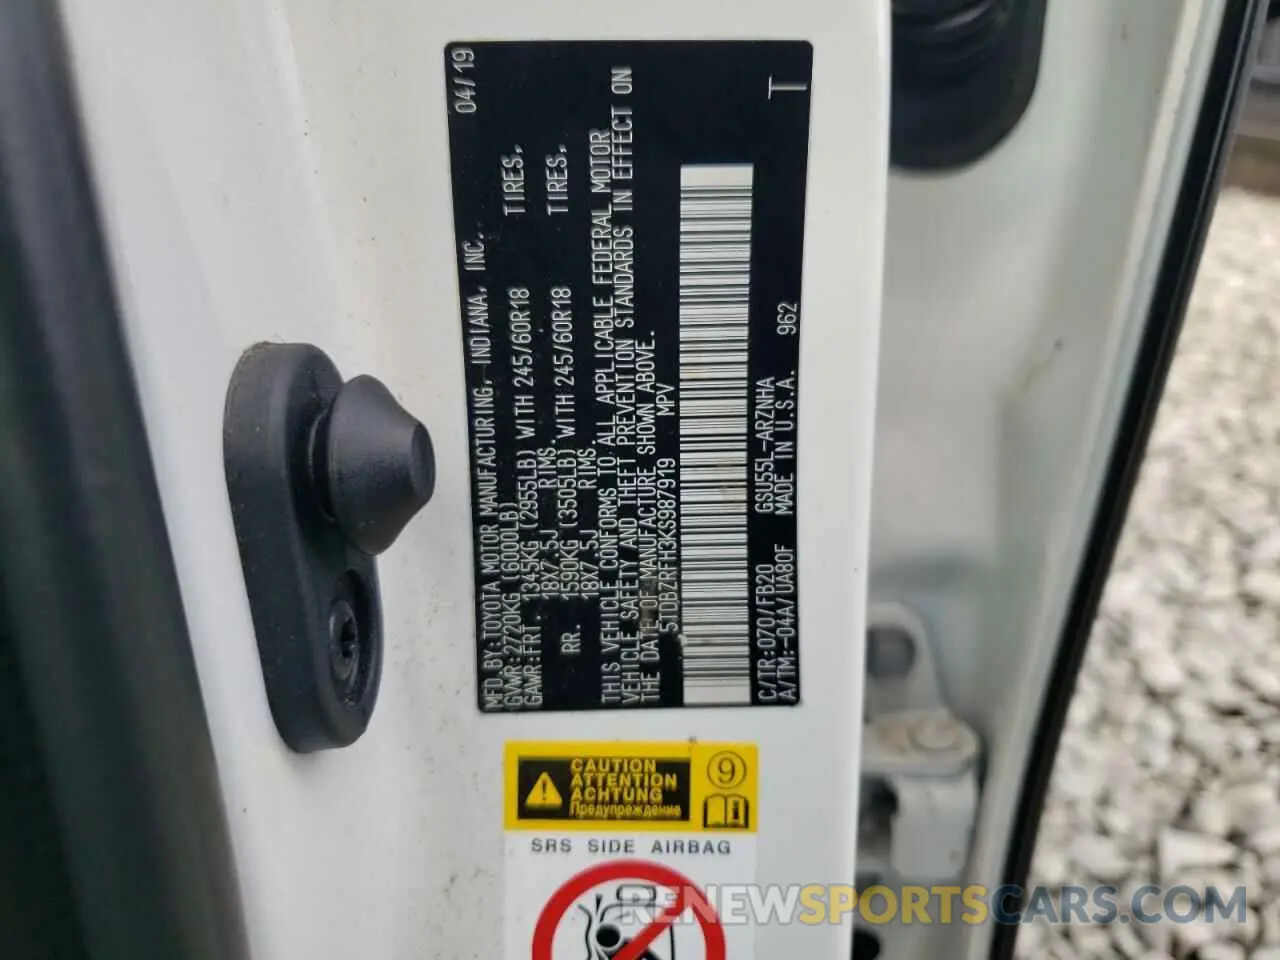 MFD.BY:TOYOTA MOTOR MANUFACTURING, INDIANA, INC. 04/19
GVWR:2720KG (6000LB)
GAWR:FRT. 1345KG (2955LB) WITH 245/60R18 TIRES,
18X7.5J RIMS.
RR. 1590KG (3505LB) WITH 245/60R18 TIRES,
18X7.5J RIMS.
THIS VEHICLE CONFORMS TO ALL APPLICABLE FEDERAL MOTOR
VEHICLE SAFETY AND THEFT PREVENTION STANDARDS IN EFFECT ON
THE DATE OF MANUFACTURE SHOWN ABOVE.
5TDBZRFH3KS987919 MPV
C/TR:070/FB20 GSU55L-ARZNHA
A/TM:-04A/UA80F MADE IN U.S.A. 962 T
CAUTION
ATTENTION
ACHTUNG
Предупреждение
9
SRS SIDE AIRBAG
RENEWSPORTSCARS.COM